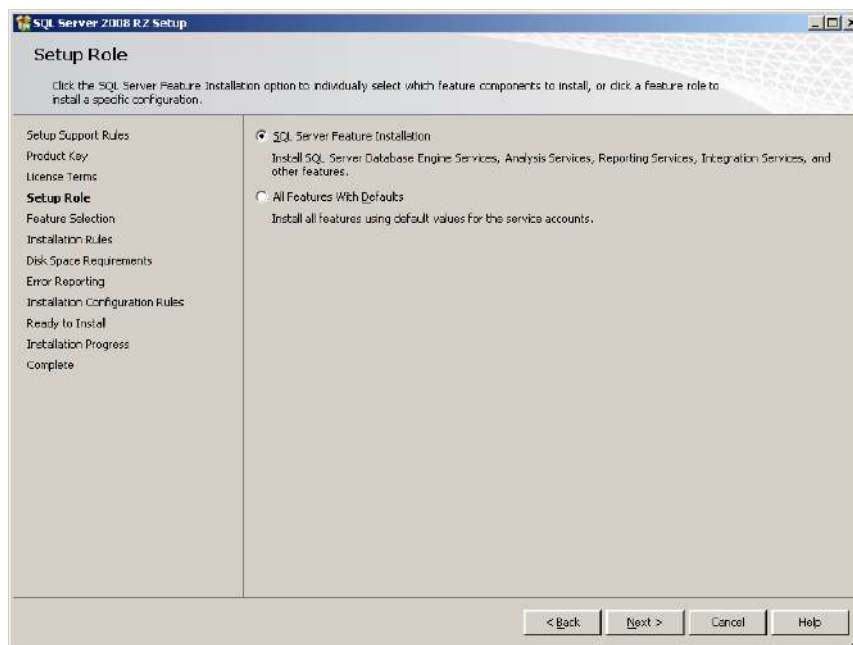 SQL Server 2008 R2 Setup
Setup Role
Click the SQL Server Feature Installation option to individually select which feature components to install, or click a feature role to
install a specific configuration.
Setup Support Rules
Product Key
License Terms
Setup Role
Feature Selection
Installation Rules
Disk Space Requirements
Error Reporting
Installation Configuration Rules
Ready to Install
Installation Progress
Complete
SQL Server Feature Installation
Install SQL Server Database Engine Services, Analysis Services, Reporting Services, Integration Services, and
other features.
All Features With Defaults
Install all features using default values for the service accounts.
< Back
Next >
Cancel
Help